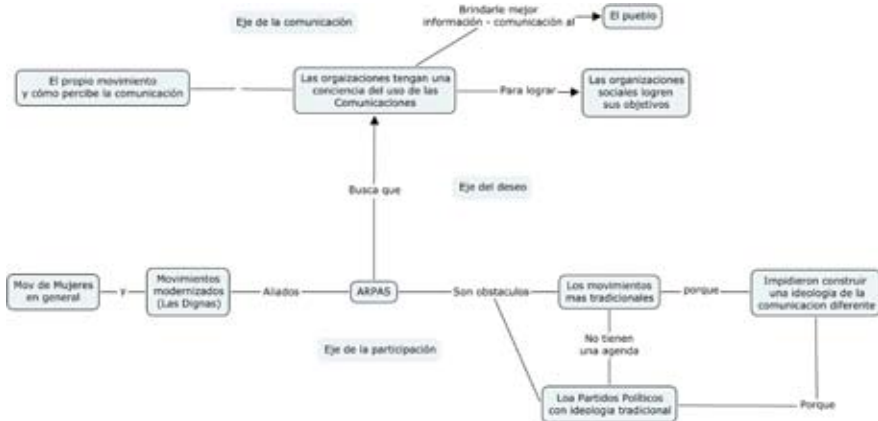 Eje de la comunicación
Brindarle mejor
información - comunicación al
El pueblo
El propio movimiento
y cómo percibe la comunicación
Las orgaizaciones tengan una
conciencia del uso de las
Comunicaciones
Para lograr
Las organizaciones
sociales logren
sus objetivos
Busca que
Eje del deseo
Mov de Mujeres
en general
y
Movimientos
modernizados
(Las Dignas)
Aliados
ARPAS
Son obstaculos
Los movimientos
mas tradicionales
porque
Impidieron construir
una ideologia de la
comunicacion diferente
Eje de la participación
No tienen
una agenda
Loa Partidos Políticos
con ideologia tradicional
Porque